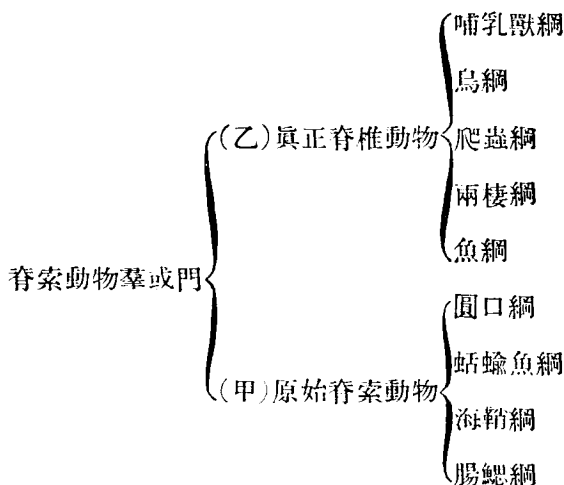 哺乳獸綱
鳥綱
(乙)眞正脊椎動物
爬蟲綱
兩棲綱
魚綱
脊索動物羣或門
圓口綱
蛞蝓魚綱
(甲)原始脊索動物
海鞘綱
腸鰓綱